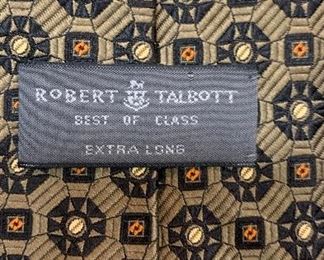 ROBERT TALBOTT
BEST OF CLASS
EXTRA LONG